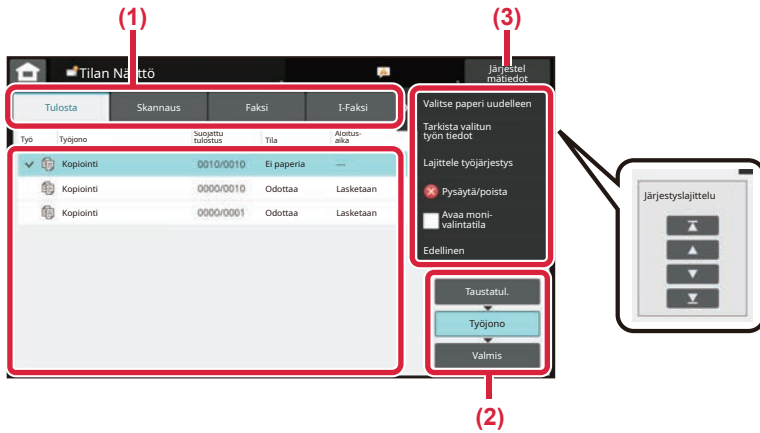 (1)
(3)
Tilan Näyttö
Järjestel
mätiedot
Tulosta
Skannaus
Faksi
I-Faksi
Työ
Työjono
Suojattu
tulostus
Tila
Aloitus-
aika
Kopiointi
0010/0010
Ei paperia
—
Kopiointi
0000/0010
Odottaa
Lasketaan
Kopiointi
0000/0001
Odottaa
Lasketaan
Valitse paperi uudelleen
Tarkista valitun
työn tiedot
Lajittele työjärjestys
Pysäytä/poista
Avaa moni-
valintatila
Edellinen
Taustatul.
Työjono
Valmis
(2)
Järjestyslajittelu